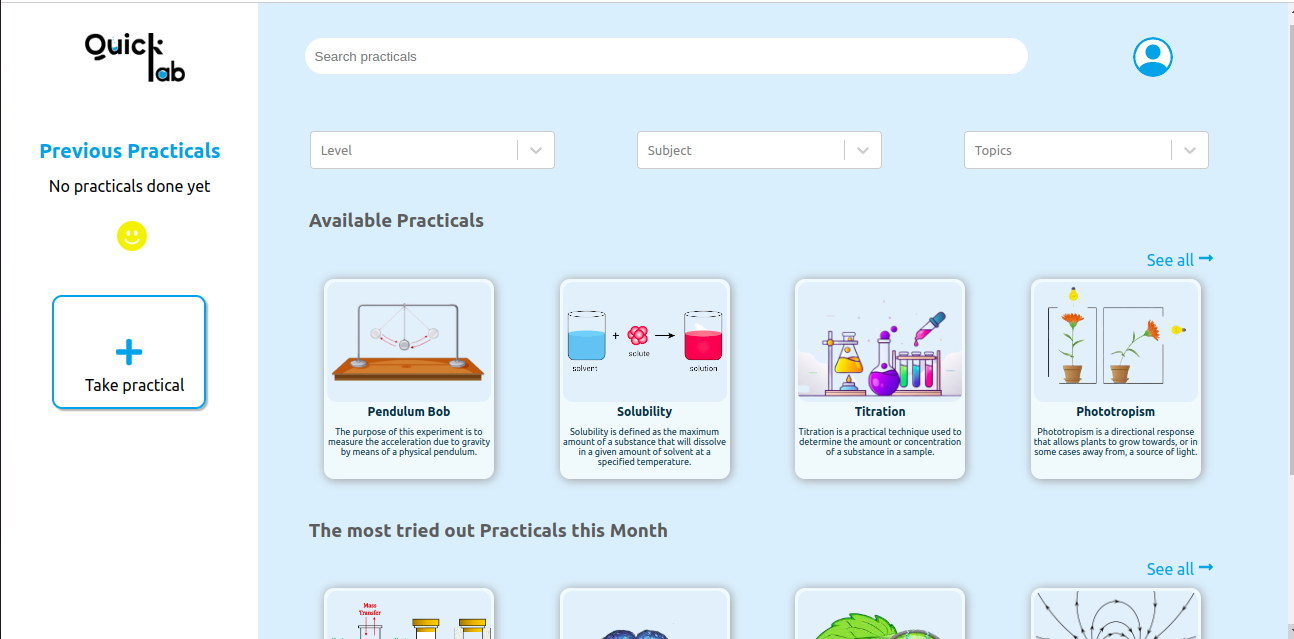 Quick
lab
Search practicals
Previous Practicals
No practicals done yet
Take practical
Level
Subject
Topics
Available Practicals
See all
Pendulum Bob
The purpose of this experiment is to
measure the acceleration due to gravity
by means of a physical pendulum.
+
solute
solvent
solution
Solubility
Solubility is defined as the maximum
amount of a substance that will dissolve
in a given amount of solvent at a
specified temperature.
Titration
Titration is a practical technique used to
determine the amount or concentration
of a substance in a sample.
Phototropism
Phototropism is a directional response
that allows plants to grow towards, or in
some cases away from, a source of light.
The most tried out Practicals this Month
See all
Mass
Transfer